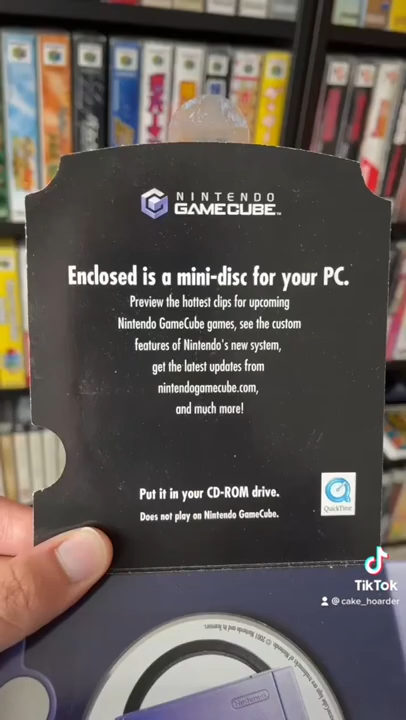 NINTENDO
GAMECUBE™
Enclosed is a mini-disc for your PC.
Preview the hottest clips for upcoming
Nintendo GameCube games, see the custom
features of Nintendo's new system,
get the latest updates from
nintendogamecube.com,
and much more!
Put it in your CD-ROM drive.
Does not play on Nintendo GameCube.
QuickTime
TikTok
@cake_hoarder
Nintendo